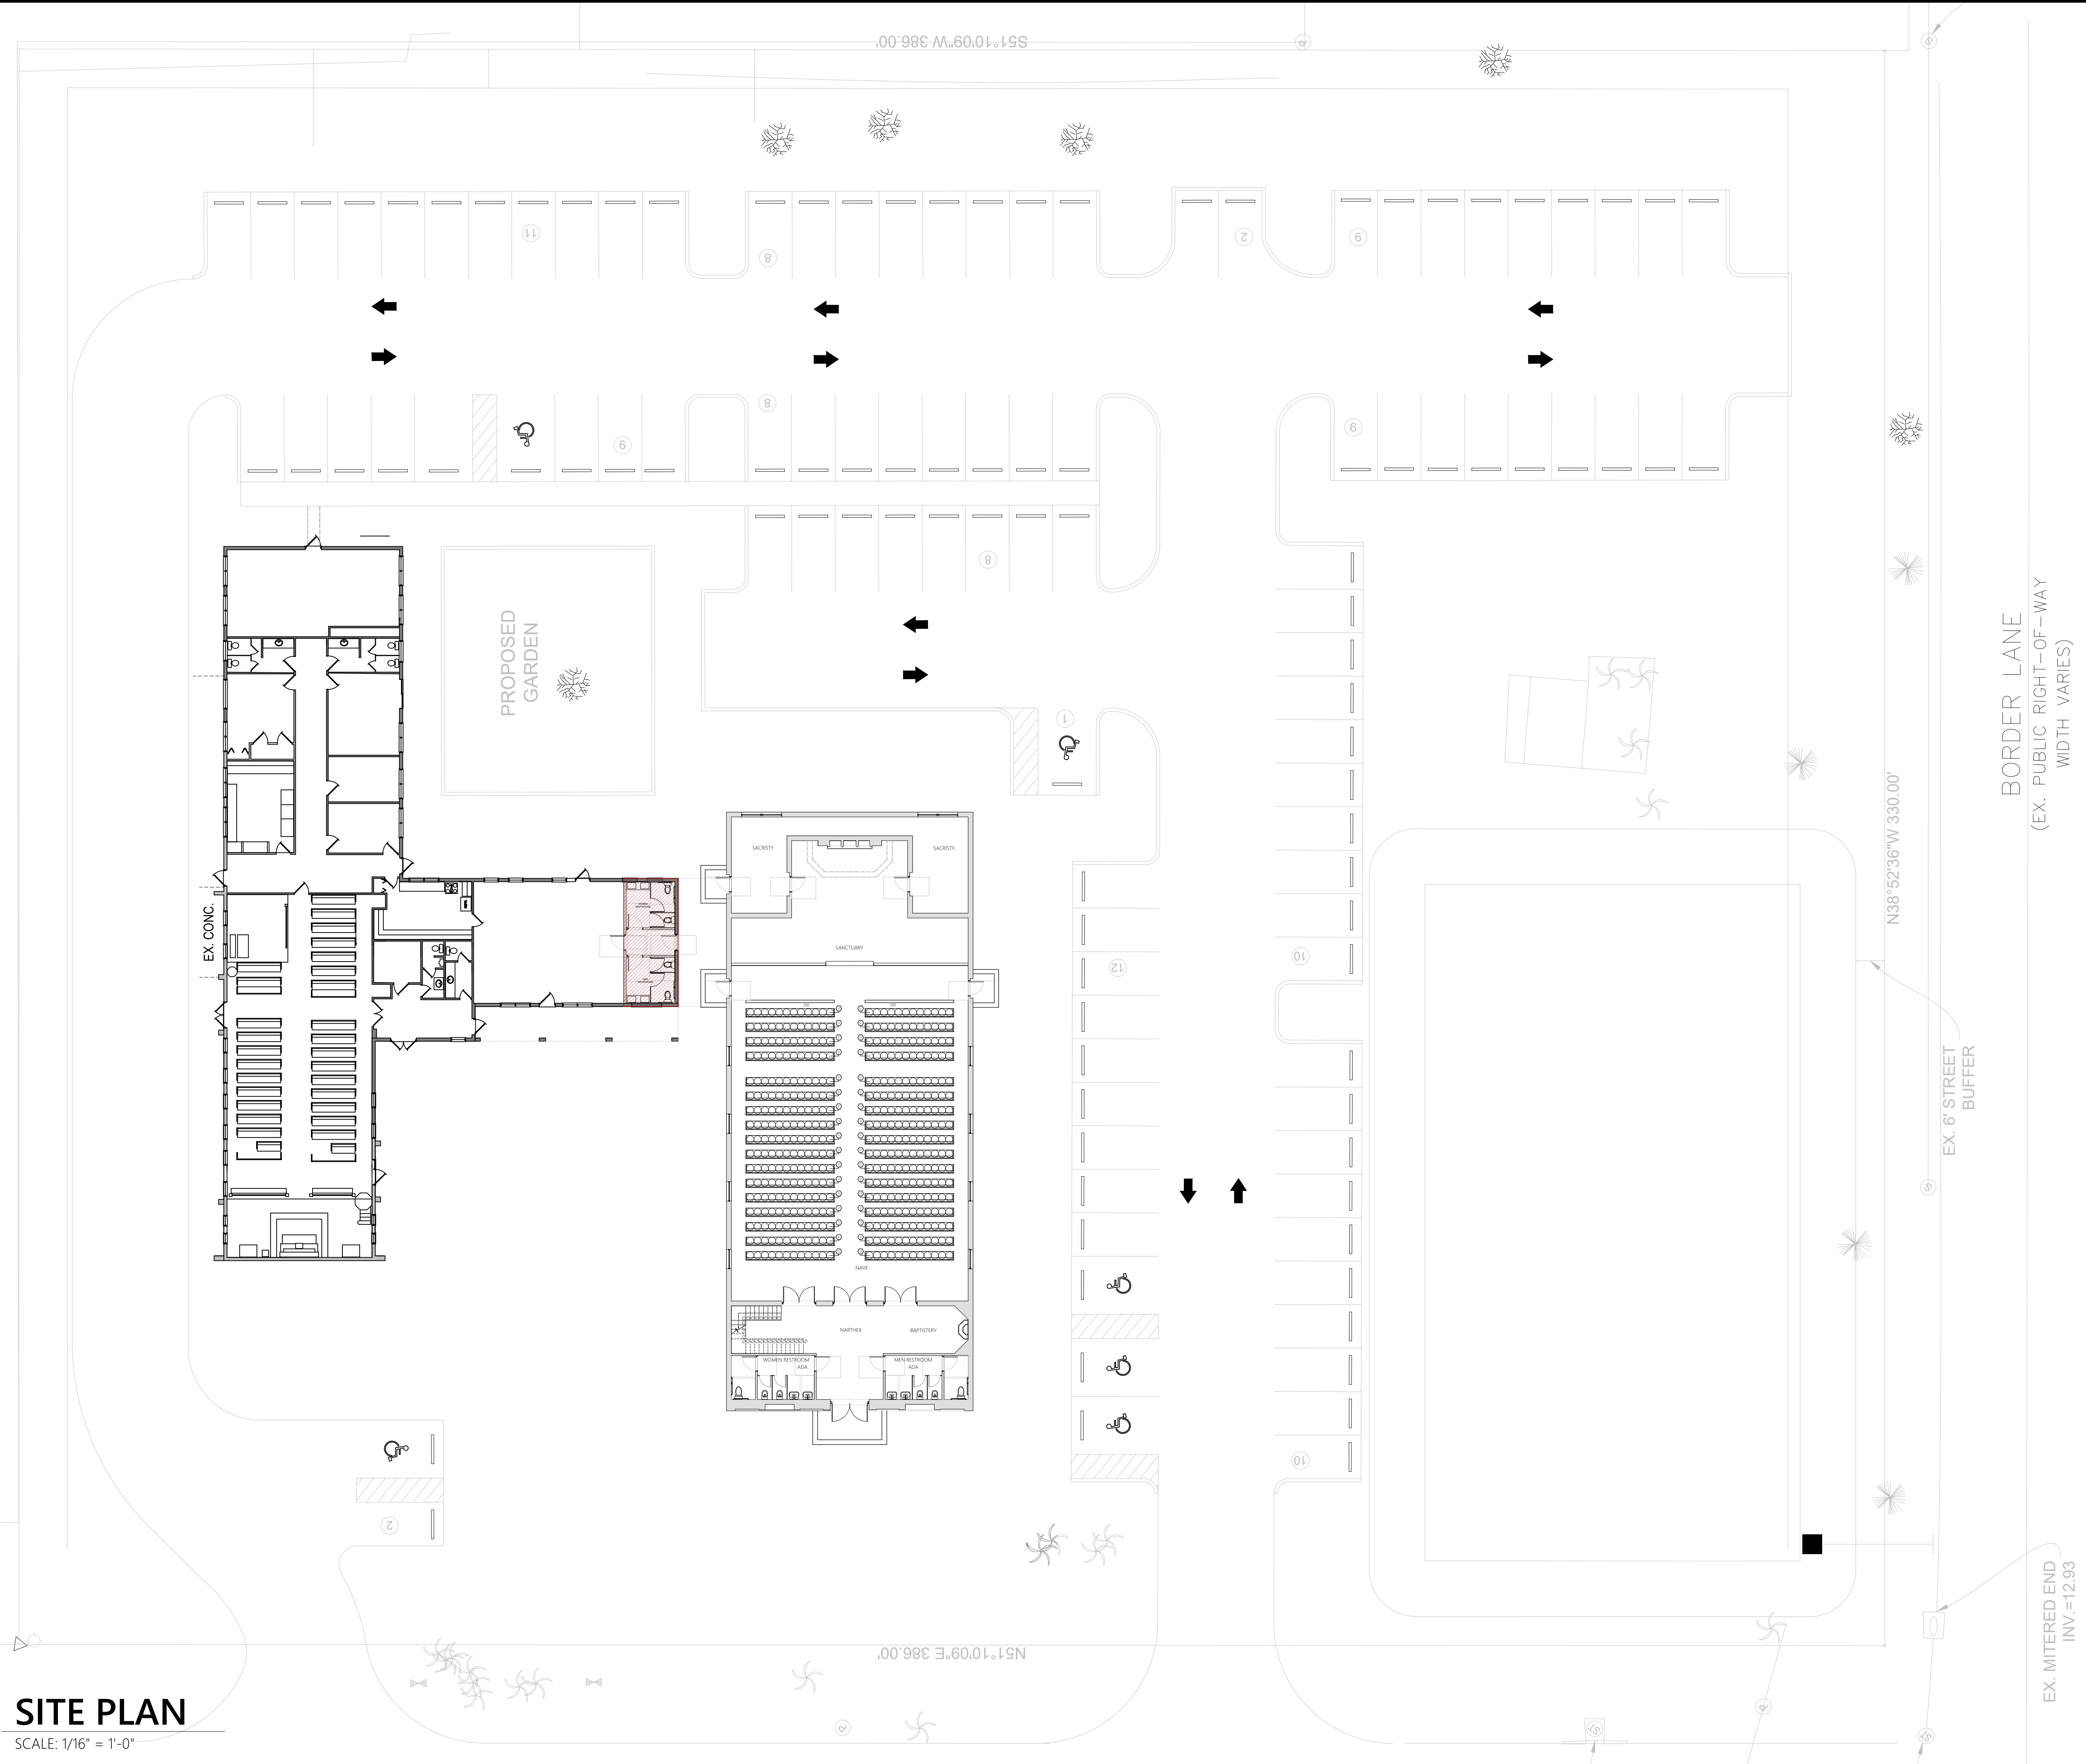 S51°10'09"W 386.00'
P
S
11
8
2
9
8
9
9
8
PROPOSED
GARDEN
1
BORDER LANE
(EX. PUBLIC RIGHT-OF-WAY
WIDTH VARIES)
N38°52'36"W 330.00'
SACRISTY
SACRISTY
EX. CONC.
SANCTUARY
10
12
EX. 6' STREET
BUFFER
S
NAVE
NARTHEX
BAPTISTERY
WOMEN RESTROOM
ADA
MEN RESTROOM
ADA
10
2
EX. MITERED END
INV.=12.93
N51°10'09"E 386.00'
P
P
ST
ST
SITE PLAN
SCALE: 1/16" = 1'-0"